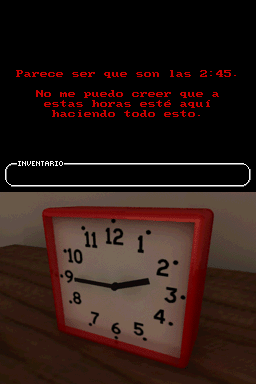 Parece ser que son las 2:45.
No me puedo creer que a
estas horas esté aquí
haciendo todo esto.
INVENTARIO
11 12 1
10 2
9 3
8 4
7 6 5